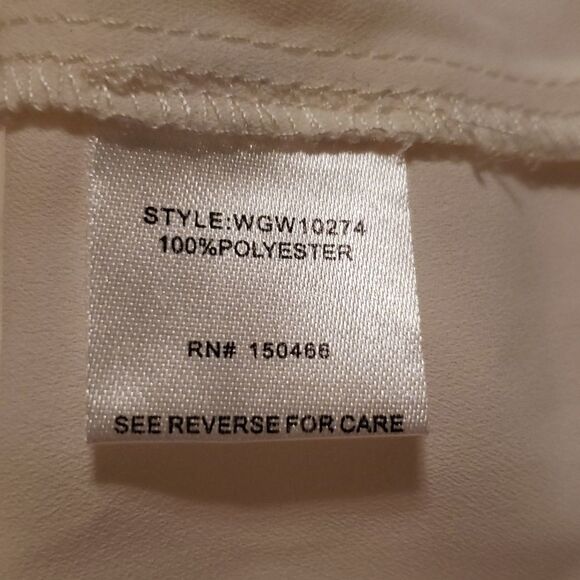 STYLE:WGW10274
100%POLYESTER
RN# 150466
SEE REVERSE FOR CARE